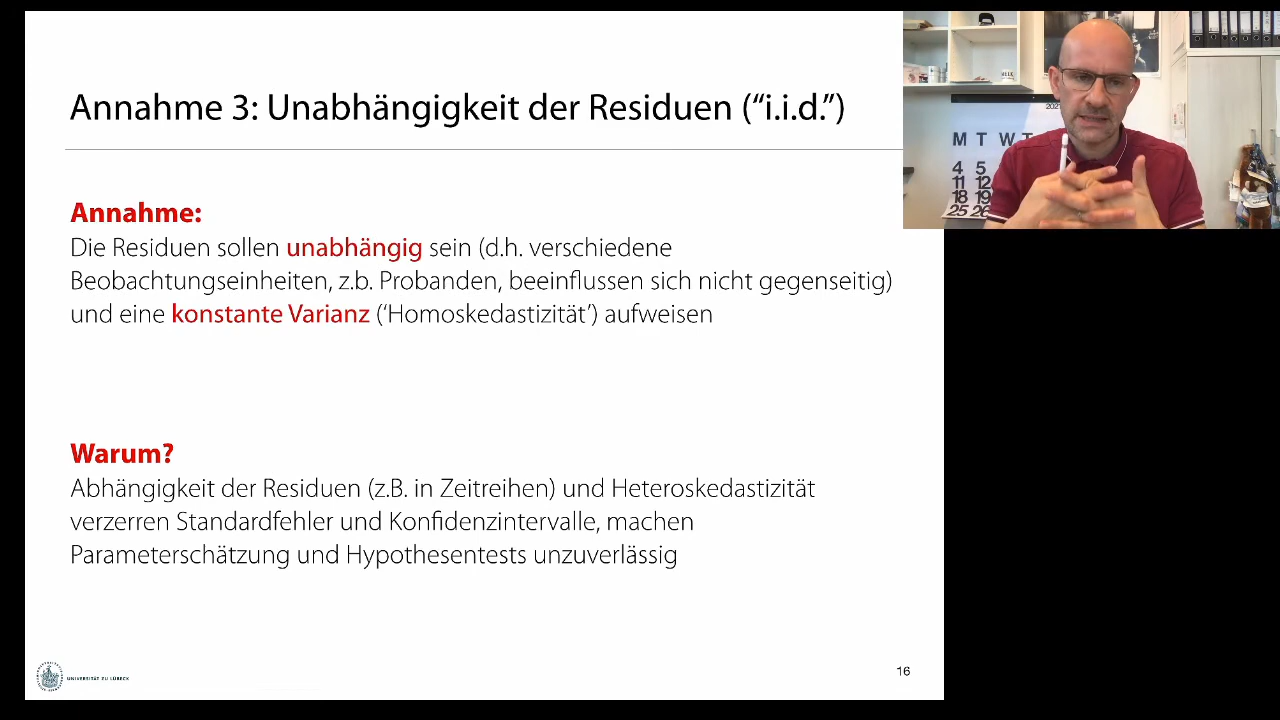 Annahme 3: Unabhängigkeit der Residuen (“i.i.d.”)
Annahme:
Die Residuen sollen unabhängig sein (d.h. verschiedene
Beobachtungseinheiten, z.b. Probanden, beeinflussen sich nicht gegenseitig)
und eine konstante Varianz (‘Homoskedastizität’) aufweisen
Warum?
Abhängigkeit der Residuen (z.B. in Zeitreihen) und Heteroskedastizität
verzerren Standardfehler und Konfidenzintervalle, machen
Parameterschätzung und Hypothesentests unzuverlässig
UNIVERSITÄT ZU LÜBECK
16
M T W T
4 5
11 12
18 19
25 26